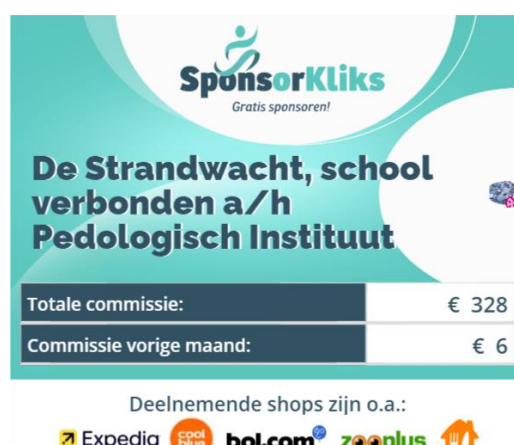 SponsorKliks
Gratis sponsoren!
De Strandwacht, school
verbonden a/h
Pedologisch Instituut
Totale commissie: € 328
Commissie vorige maand: € 6
Deelnemende shops zijn o.a.:
Expedia cool blue bol.com zooplus